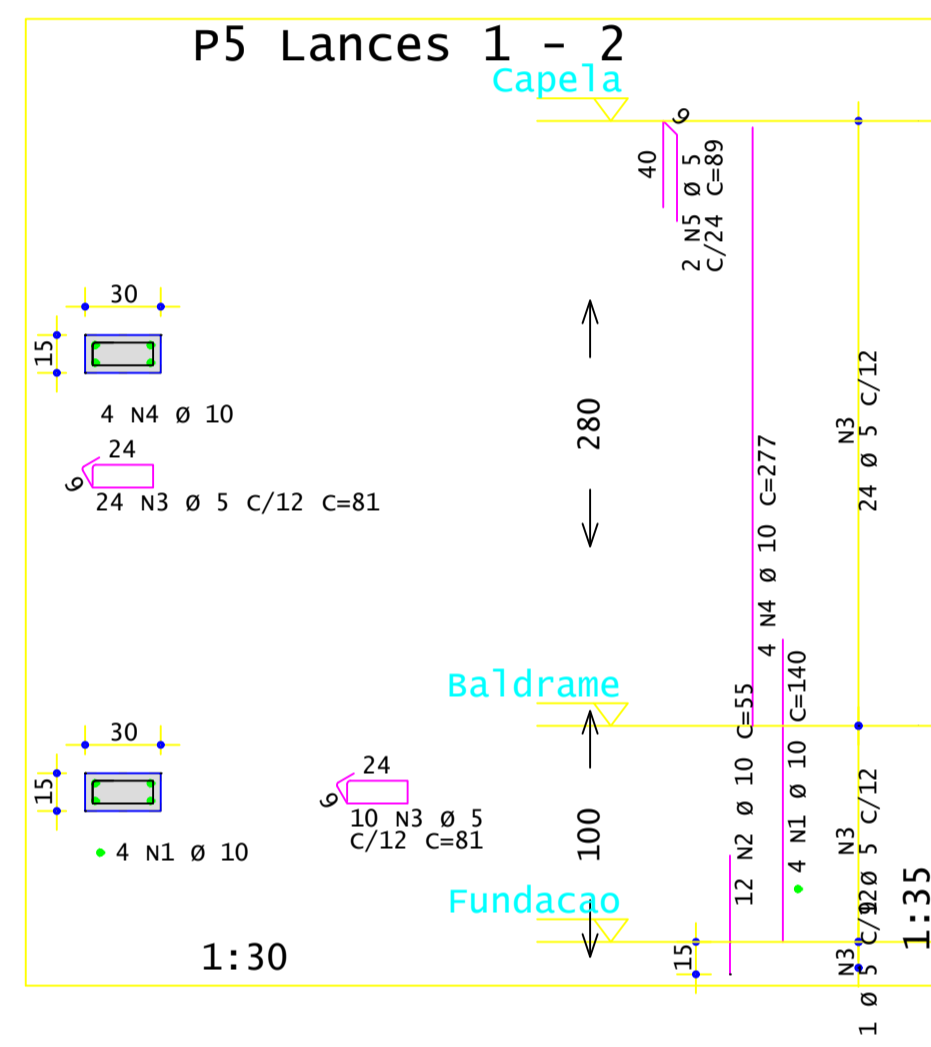 P5 Lances 1 - 2
Capela
9
40
2 N5 Ø 5
C/24 C=89
30
15
4 N4 Ø 10
24
9
24 N3 Ø 5 C/12 C=81
280
4 N4 Ø 10 C=277
N3
24 Ø 5 C/12
Baldrame
30
15
4 N1 Ø 10
24
9
10 N3 Ø 5
C/12 C=81
100
12 N2 Ø 10 C=55
4 N1 Ø 10 C=140
N3
9 Ø 5 C/12
Fundacao
15
N3
1 Ø 5 C/12
1:30
1:35